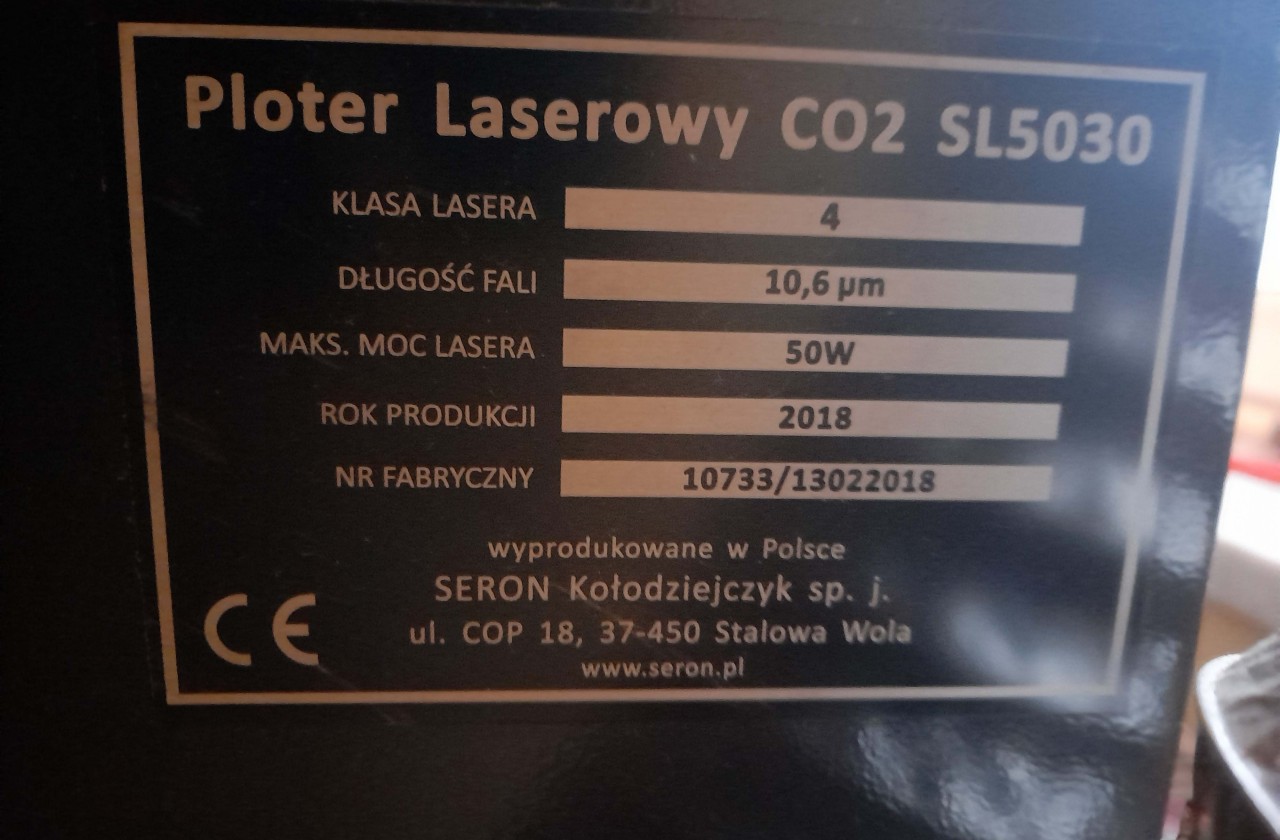 Ploter Laserowy CO2 SL5030
KLASA LASERA 4
DŁUGOŚĆ FALI 10,6 µm
MAKS. MOC LASERA 50W
ROK PRODUKCJI 2018
NR FABRYCZNY 10733/13022018
wyprodukowane w Polsce
SERON Kołodziejczyk sp. j.
ul. COP 18, 37-450 Stalowa Wola
www.seron.pl
CE